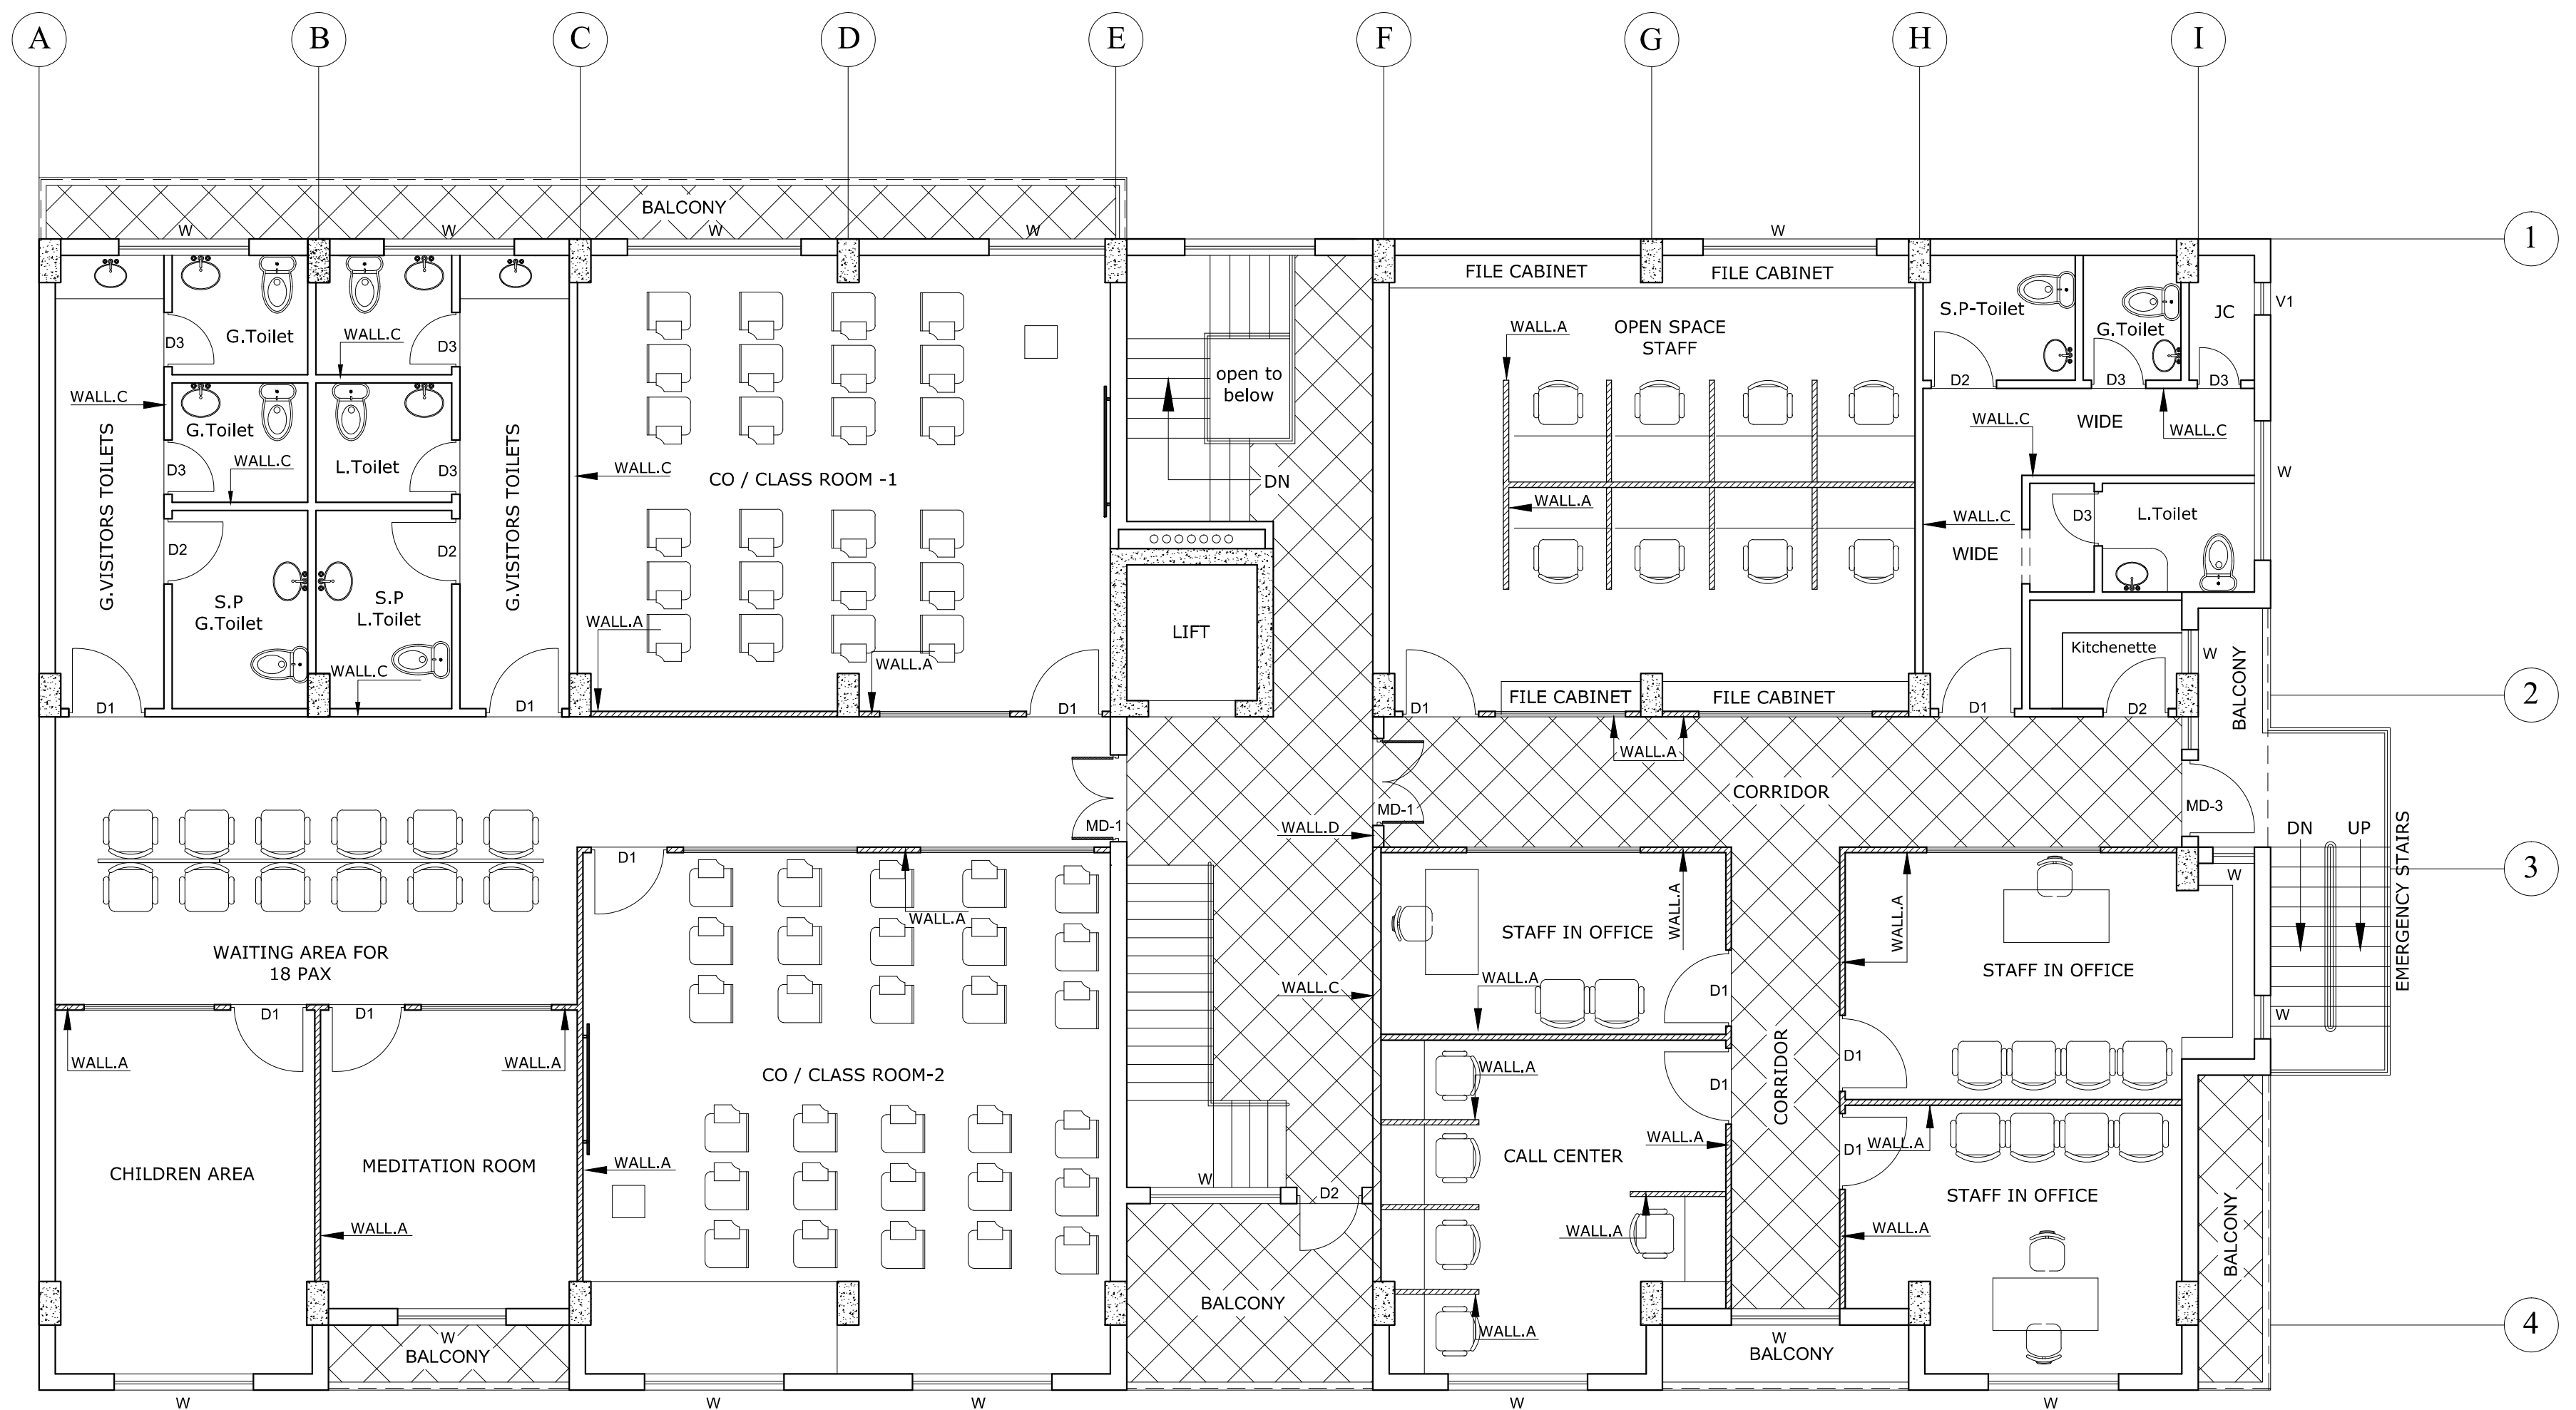 A B C D E F G H I
BALCONY
W W W W W
1
FILE CABINET FILE CABINET
S.P-Toilet
JC
V1
G.Toilet
WALL.C
D3
D3
G.Toilet
D3
WALL.A
OPEN SPACE
STAFF
open to
below
D2
D3
D3
WALL.C
G.Toilet
WALL.C
L.Toilet
D3
D3
G.VISITORS TOILETS
G.VISITORS TOILETS
WALL.C
CO / CLASS ROOM -1
DN
WALL.A
WALL.C
WIDE
WALL.C
W
D3
L.Toilet
WALL.C
WIDE
D2
D2
S.P
G.Toilet
S.P
L.Toilet
WALL.A
WALL.A
LIFT
Kitchenette
W
BALCONY
WALL.C
D1
D1
D1
D1
FILE CABINET FILE CABINET
D1
D2
2
WALL.A
CORRIDOR
MD-1
MD-1
MD-3
WALL.D
D1
DN UP
EMERGENCY STAIRS
3
W
WALL.A
WALL.A
WALL.A
STAFF IN OFFICE
WAITING AREA FOR
18 PAX
STAFF IN OFFICE
WALL.A
WALL.C
D1
D1
D1
W
WALL.A
WALL.A
CO / CLASS ROOM-2
WALL.A
D1
CORRIDOR
D1
CHILDREN AREA
MEDITATION ROOM
WALL.A
CALL CENTER
WALL.A
D1
WALL.A
W
D2
STAFF IN OFFICE
WALL.A
WALL.A
WALL.A
BALCONY
BALCONY
WALL.A
4
W
BALCONY
W
BALCONY
W W W W W